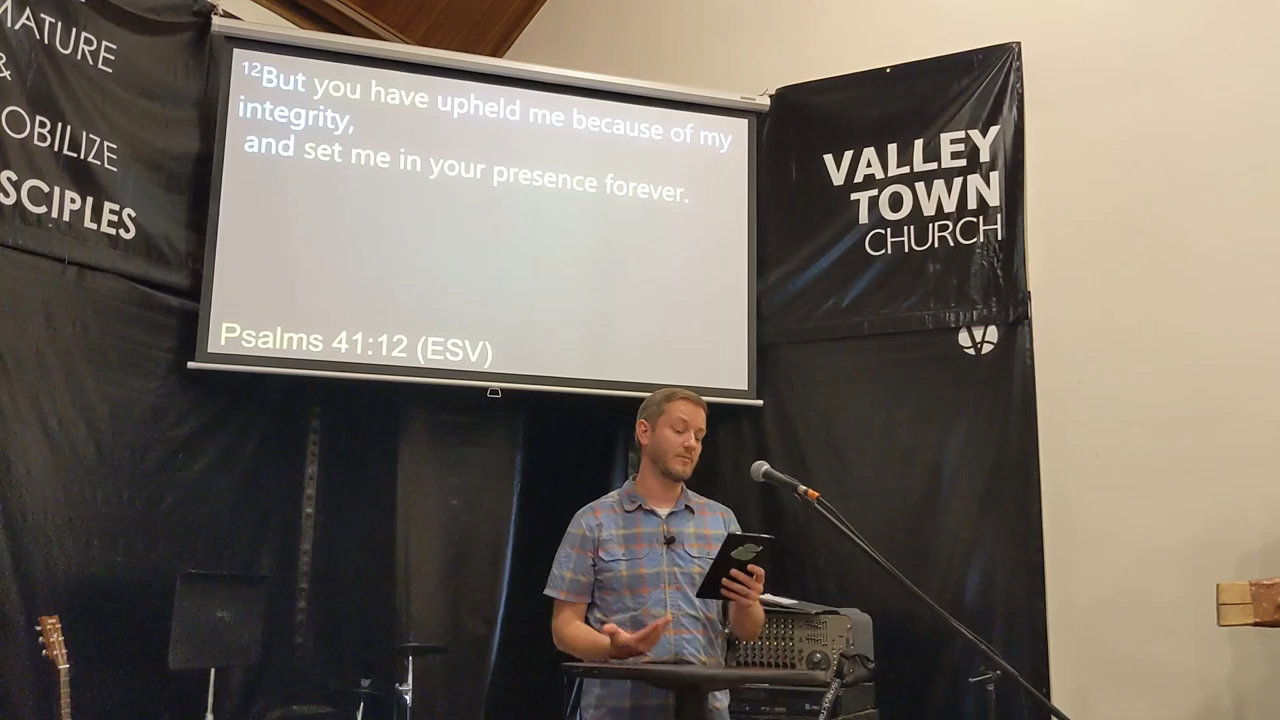 MATURE
&
OBILIZE
SCIPLES
¹²But you have upheld me because of my
integrity,
and set me in your presence forever.
Psalms 41:12 (ESV)
VALLEY
TOWN
CHURCH